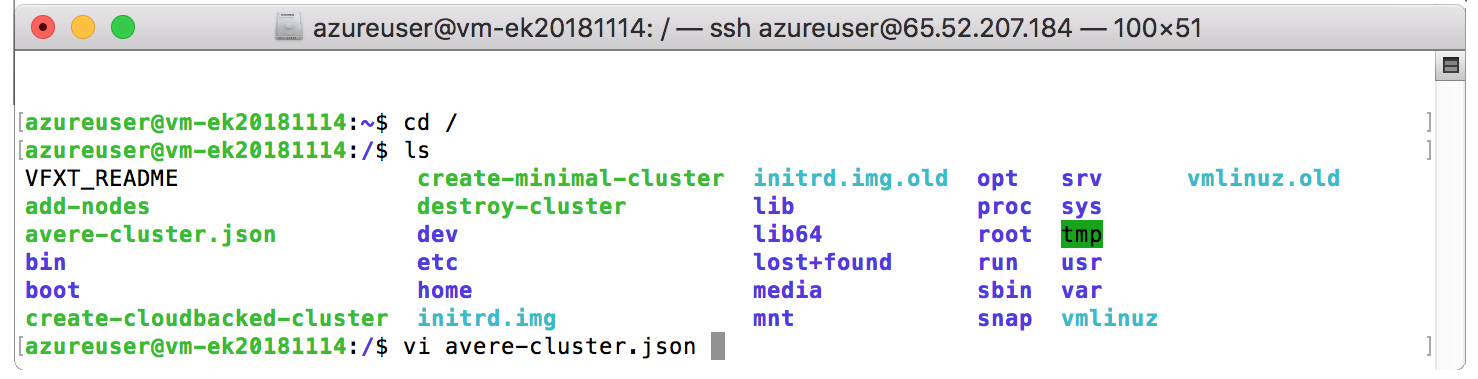 azureuser@vm-ek20181114: / — ssh azureuser@65.52.207.184 — 100×51
[azureuser@vm-ek20181114:~$ cd / ]
[azureuser@vm-ek20181114:/$ ls ]
VFXT_README create-minimal-cluster initrd.img.old opt srv vmlinuz.old
add-nodes destroy-cluster lib proc sys
avere-cluster.json dev lib64 root tmp
bin etc lost+found run usr
boot home media sbin var
create-cloudbacked-cluster initrd.img mnt snap vmlinuz
[azureuser@vm-ek20181114:/$ vi avere-cluster.json ]